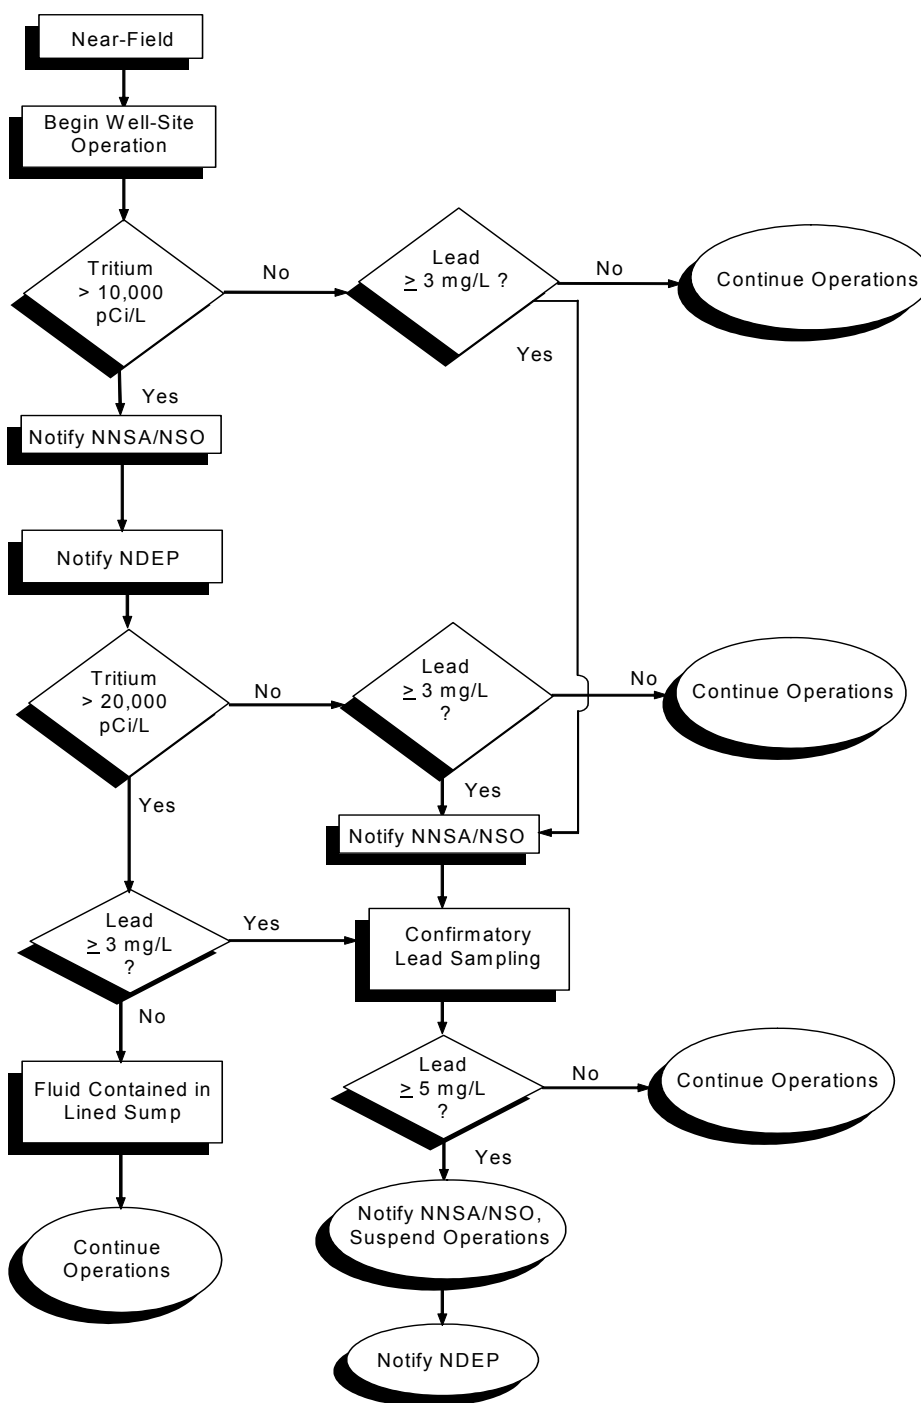 Near-Field
Begin Well-Site
Operation
Tritium
> 10,000
pCi/L
No
Lead
≥ 3 mg/L ?
No
Continue Operations
Yes
Yes
Notify NNSA/NSO
Notify NDEP
Tritium
> 20,000
pCi/L
No
Lead
≥ 3 mg/L
?
No
Continue Operations
Yes
Yes
Notify NNSA/NSO
Lead
≥ 3 mg/L
?
Yes
Confirmatory
Lead Sampling
No
Fluid Contained in
Lined Sump
Lead
≥ 5 mg/L
?
No
Continue Operations
Yes
Continue
Operations
Notify NNSA/NSO,
Suspend Operations
Notify NDEP